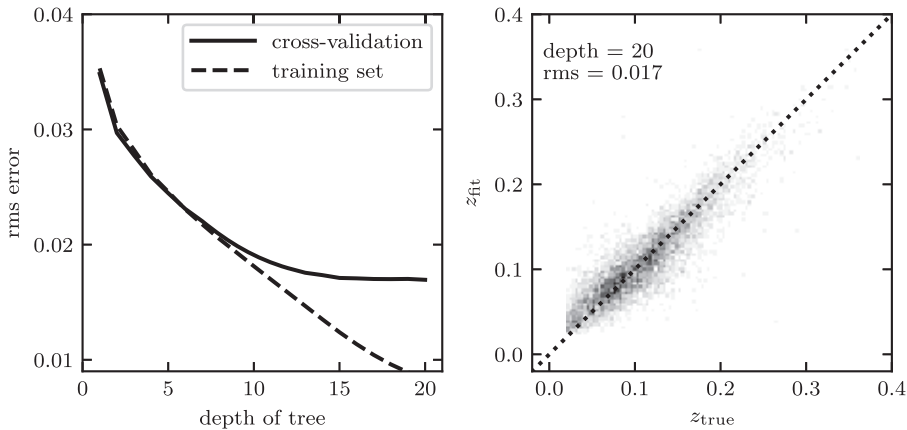 0.04
0.03
0.02
0.01
rms error
cross-validation
training set
0 5 10 15 20
depth of tree
0.4
0.3
0.2
0.1
0.0
z_fit
depth = 20
rms = 0.017
0.0 0.1 0.2 0.3 0.4
z_true